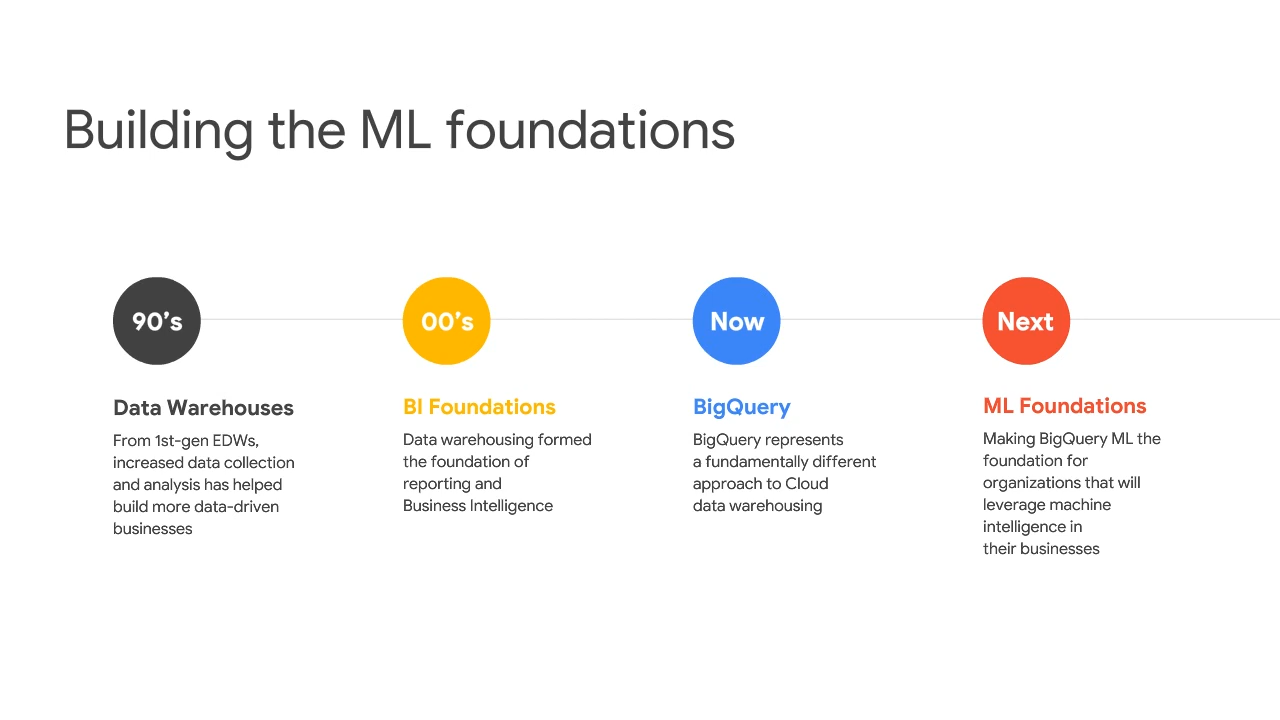 Building the ML foundations
90’s
00’s
Now
Next
Data Warehouses
From 1st-gen EDWs,
increased data collection
and analysis has helped
build more data-driven
businesses
BI Foundations
Data warehousing formed
the foundation of
reporting and
Business Intelligence
BigQuery
BigQuery represents
a fundamentally different
approach to Cloud
data warehousing
ML Foundations
Making BigQuery ML the
foundation for
organizations that will
leverage machine
intelligence in
their businesses